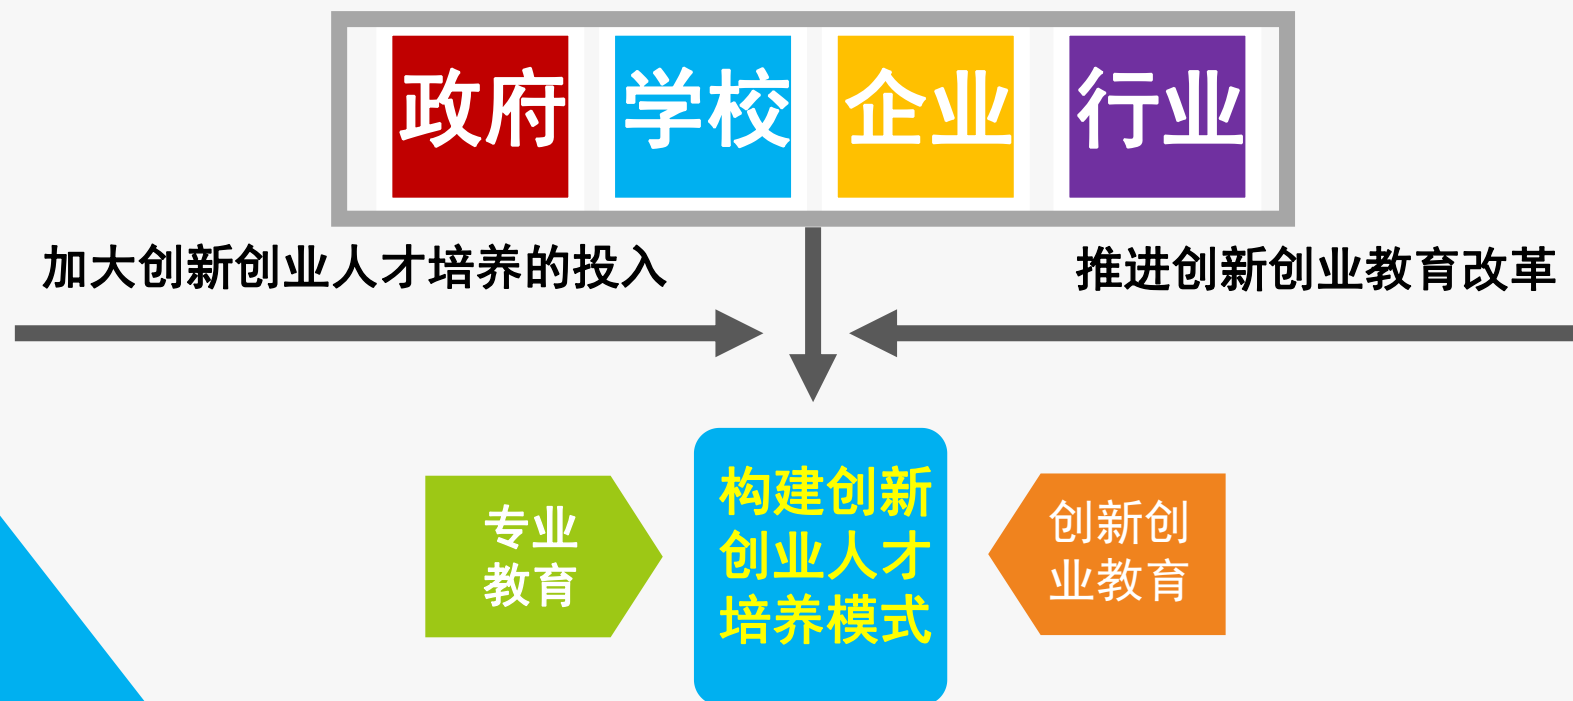 政府 学校 企业 行业
加大创新创业人才培养的投入
推进创新创业教育改革
专业
教育
构建创新
创业人才
培养模式
创新创
业教育